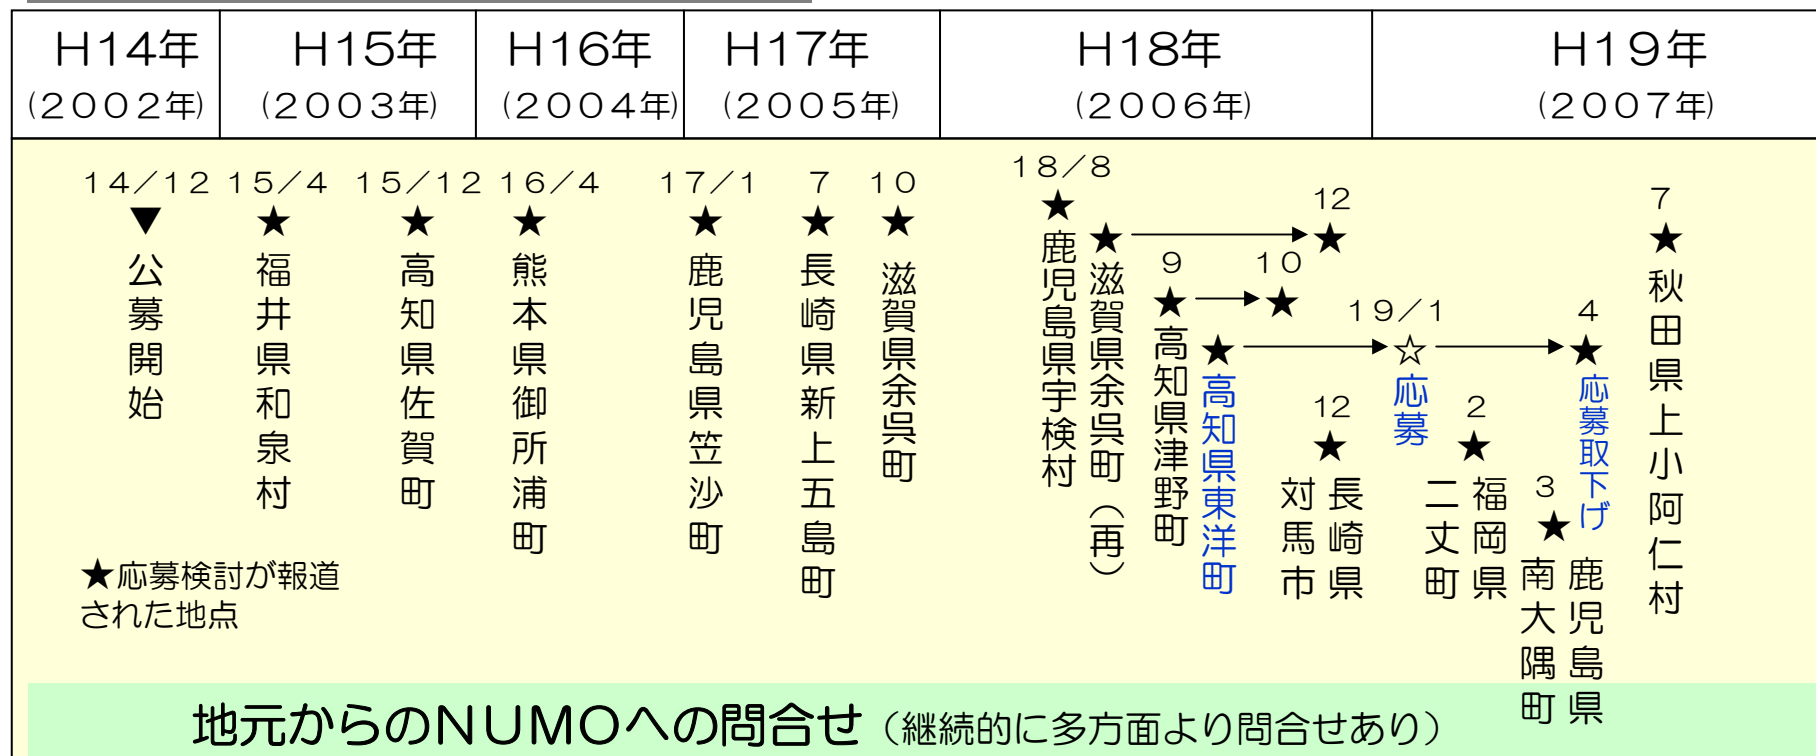 H14年
(2002年)
H15年
(2003年)
H16年
(2004年)
H17年
(2005年)
H18年
(2006年)
H19年
(2007年)
14/12
▼
公募開始
15/4
★
福井県和泉村
15/12
★
高知県佐賀町
16/4
★
熊本県御所浦町
17/1
★
鹿児島県笠沙町
7
★
長崎県新上五島町
10
★
滋賀県余呉町
18/8
★
鹿児島県宇検村
★
滋賀県余呉町(再)
12
★
9
★
高知県津野町
10
★
★
高知県東洋町
19/1
☆
応募
4
★
応募取下げ
12
★
長崎県
対馬市
2
★
福岡県
二丈町
3
★
鹿児島県
南大隅町
7
★
秋田県上小阿仁村
★応募検討が報道
された地点
地元からのNUMOへの問合せ(継続的に多方面より問合せあり)